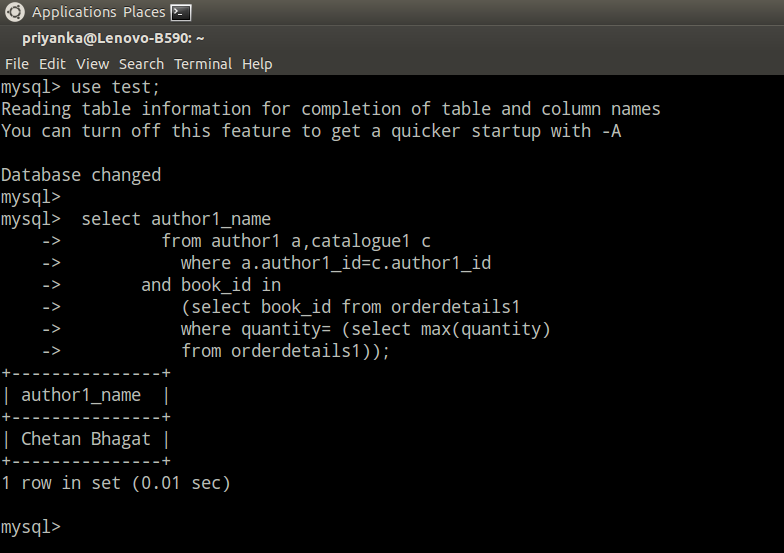 Applications Places
priyanka@Lenovo-B590: ~
File Edit View Search Terminal Help
mysql> use test;
Reading table information for completion of table and column names
You can turn off this feature to get a quicker startup with -A
Database changed
mysql>
mysql>  select author1_name
    ->          from author1 a,catalogue1 c
    ->            where a.author1_id=c.author1_id
    ->        and book_id in
    ->            (select book_id from orderdetails1
    ->            where quantity= (select max(quantity)
    ->            from orderdetails1));
+---------------+
| author1_name  |
+---------------+
| Chetan Bhagat |
+---------------+
1 row in set (0.01 sec)
mysql>